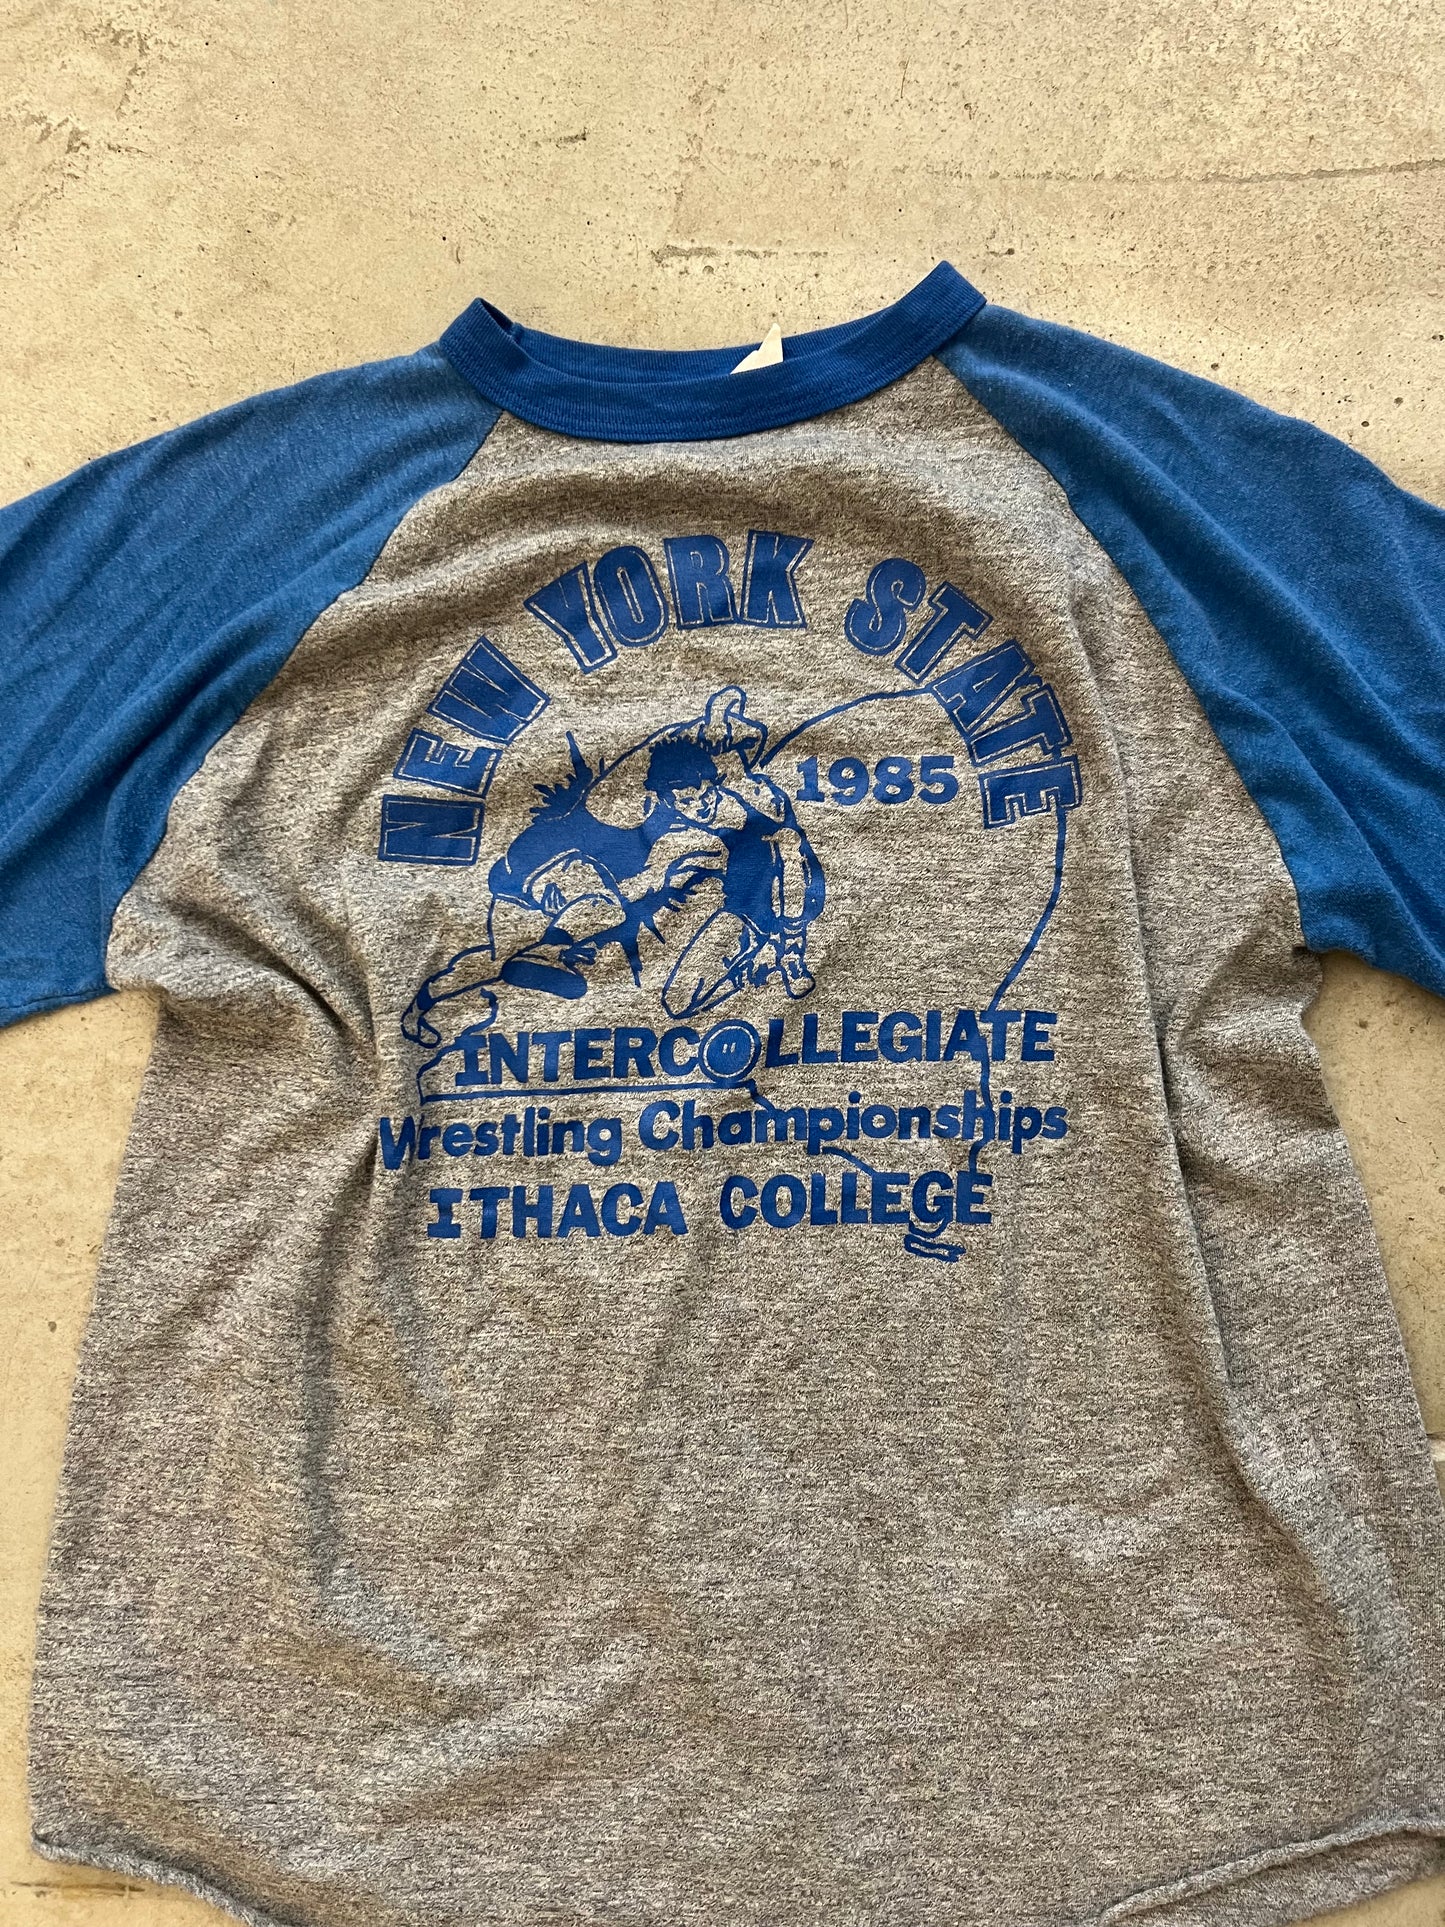 NEW YORK STATE
1985
INTERCOLLEGIATE
Wrestling Championships
ITHACA COLLEGE